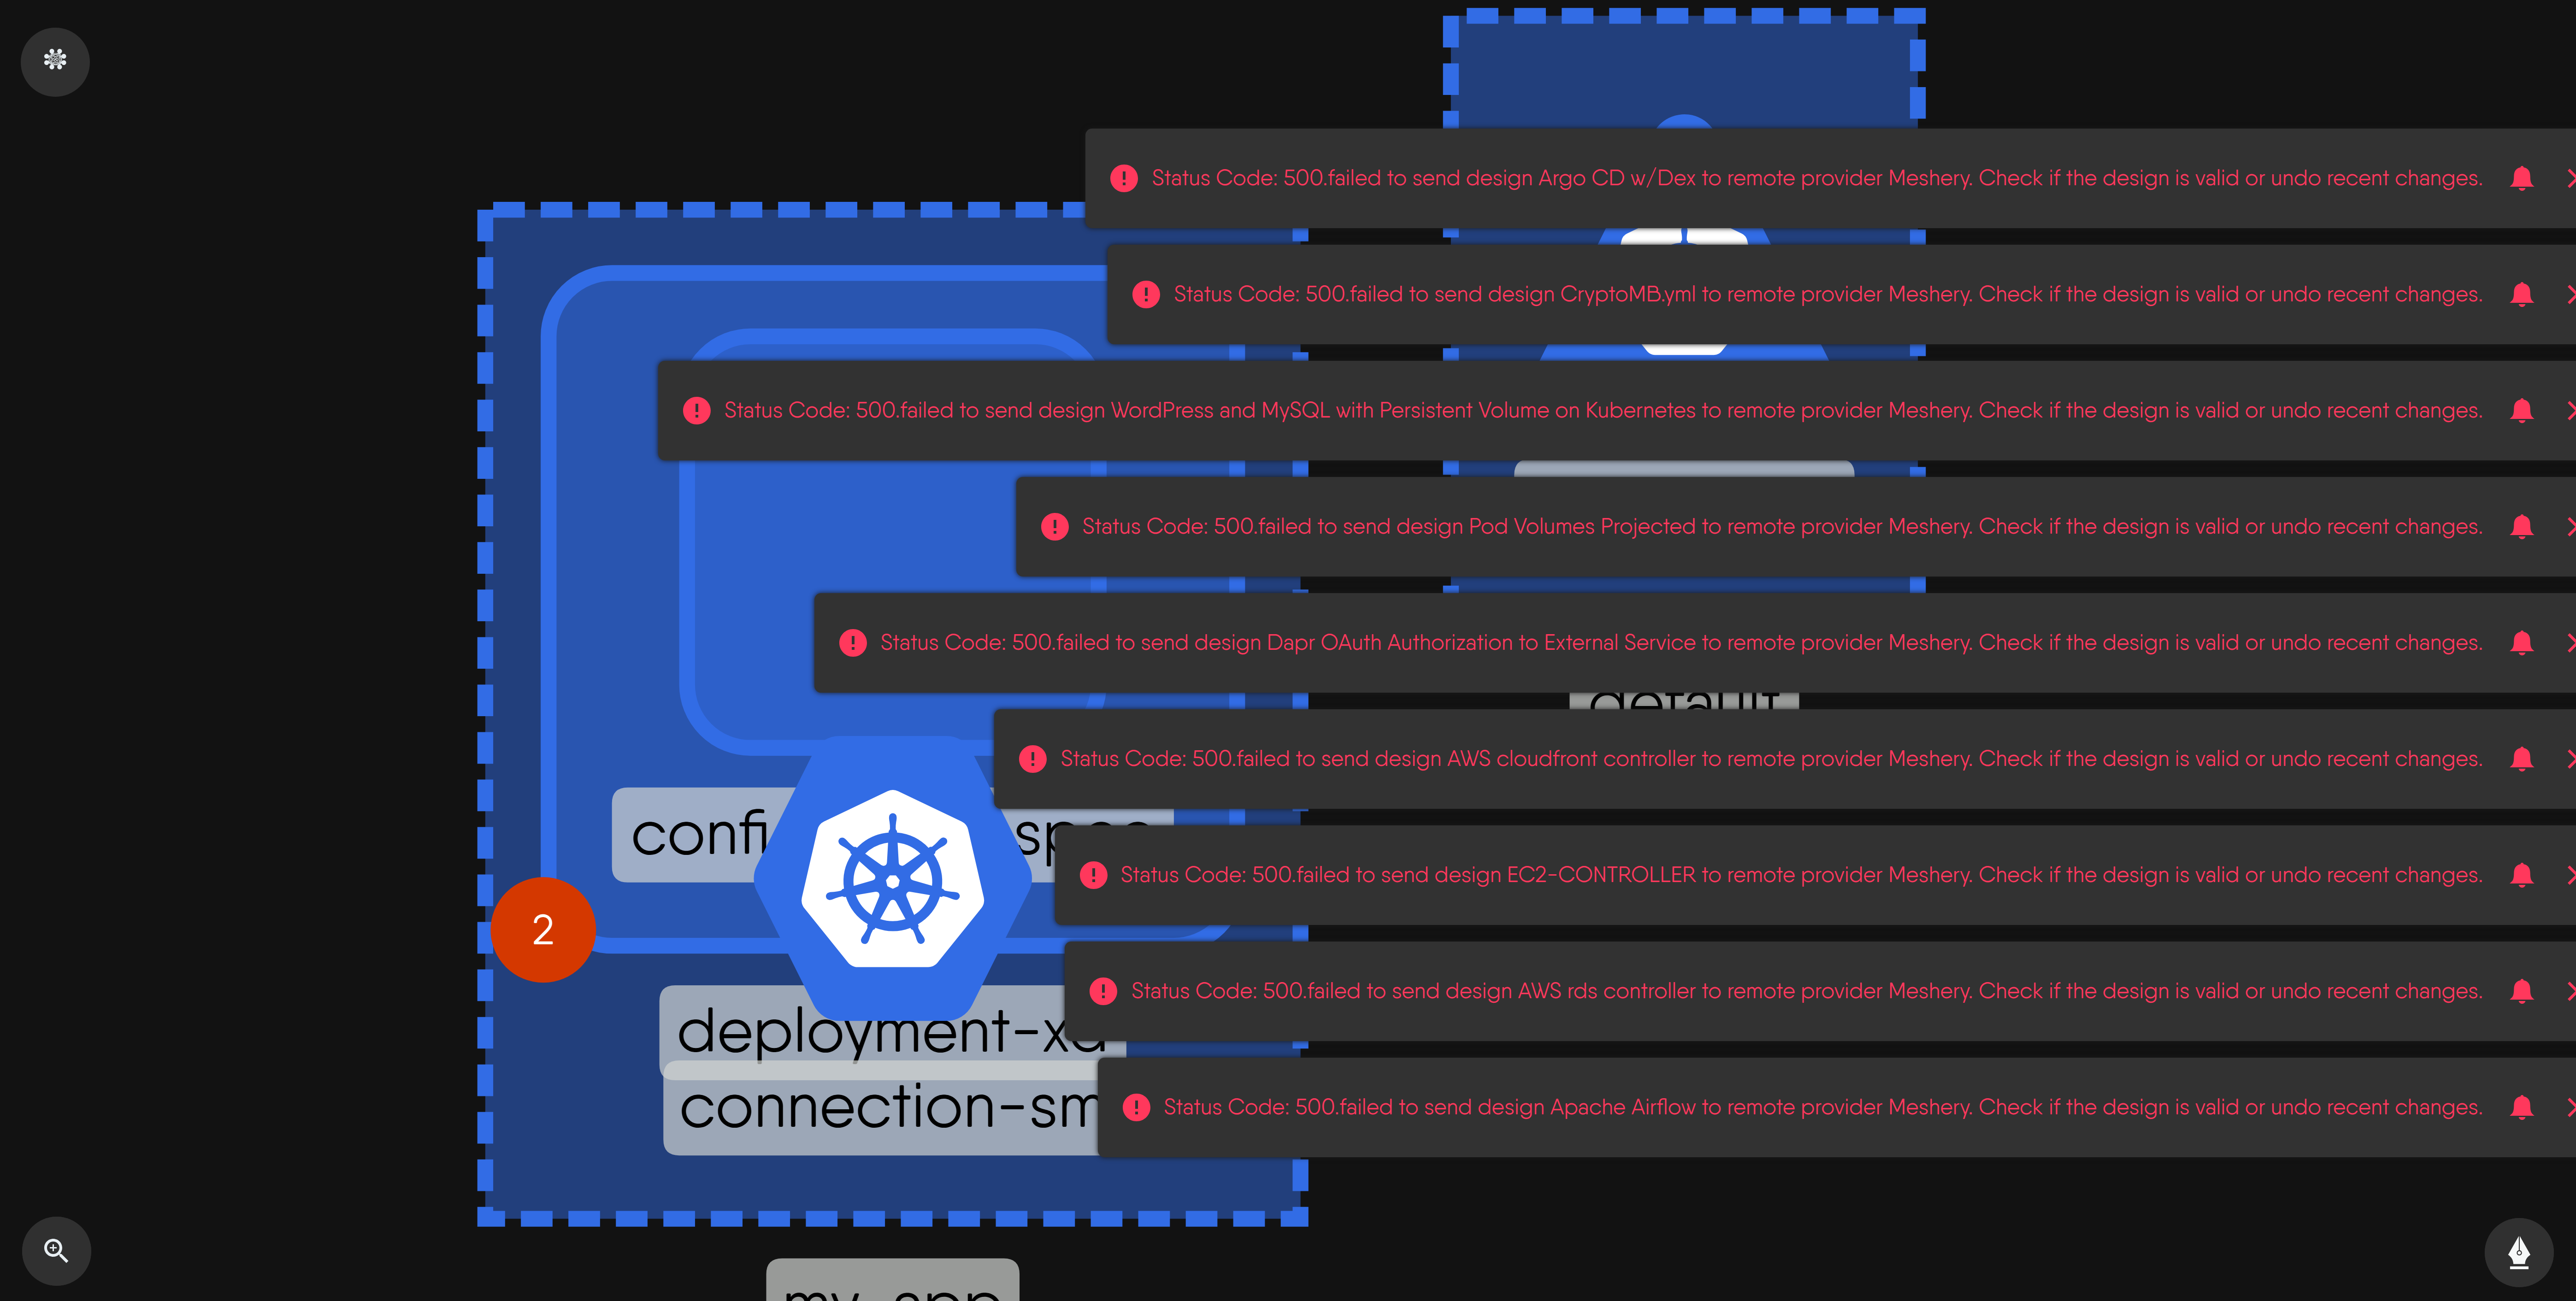 Status Code: 500.failed to send design Argo CD w/Dex to remote provider Meshery. Check if the design is valid or undo recent changes.
Status Code: 500.failed to send design CryptoMB.yml to remote provider Meshery. Check if the design is valid or undo recent changes.
Status Code: 500.failed to send design WordPress and MySQL with Persistent Volume on Kubernetes to remote provider Meshery. Check if the design is valid or undo recent changes.
Status Code: 500.failed to send design Pod Volumes Projected to remote provider Meshery. Check if the design is valid or undo recent changes.
Status Code: 500.failed to send design Dapr OAuth Authorization to External Service to remote provider Meshery. Check if the design is valid or undo recent changes.
default
Status Code: 500.failed to send design AWS cloudfront controller to remote provider Meshery. Check if the design is valid or undo recent changes.
confi
Status Code: 500.failed to send design EC2-CONTROLLER to remote provider Meshery. Check if the design is valid or undo recent changes.
2
Status Code: 500.failed to send design AWS rds controller to remote provider Meshery. Check if the design is valid or undo recent changes.
deployment-xd
connection-sm
Status Code: 500.failed to send design Apache Airflow to remote provider Meshery. Check if the design is valid or undo recent changes.